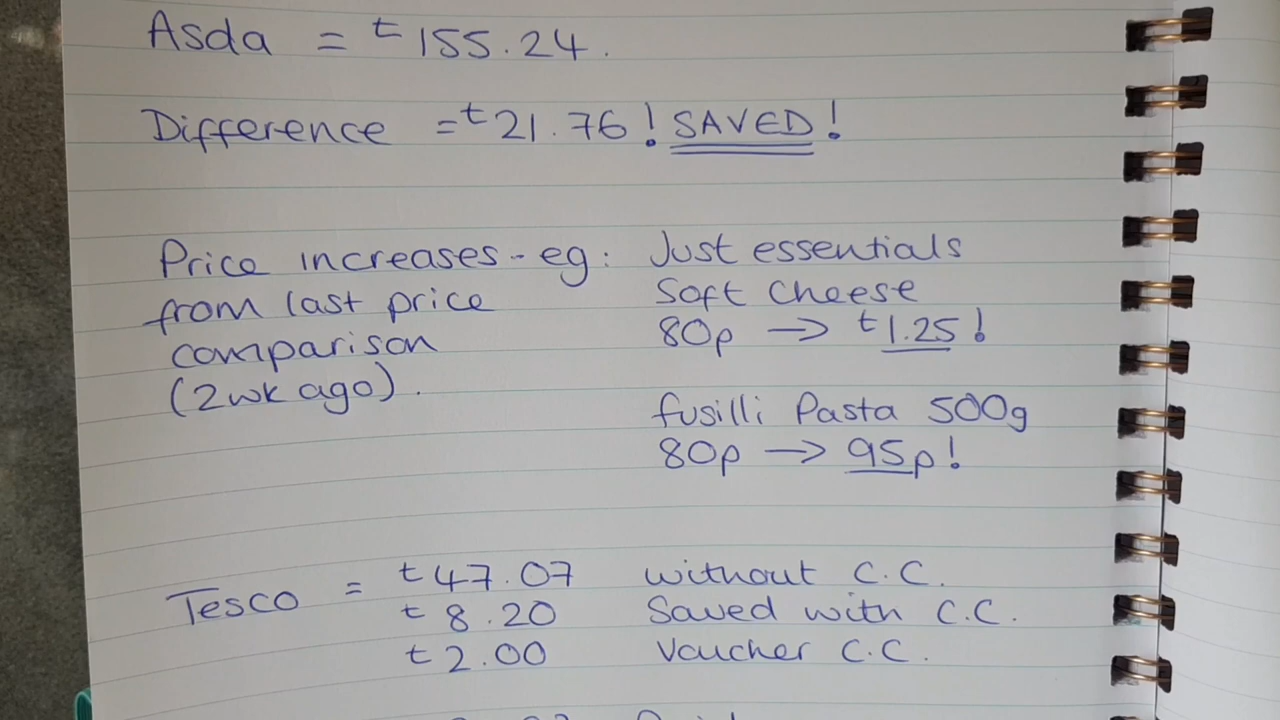 Asda = £155.24.
Difference = £21.76! SAVED!
Price increases - eg: Just essentials
from last price Soft Cheese
comparison 80p → £1.25!
(2wk ago).
fusilli Pasta 500g
80p → 95p!
Tesco = £47.07 without C.C.
£8.20 Saved with C.C.
£2.00 Voucher C.C.